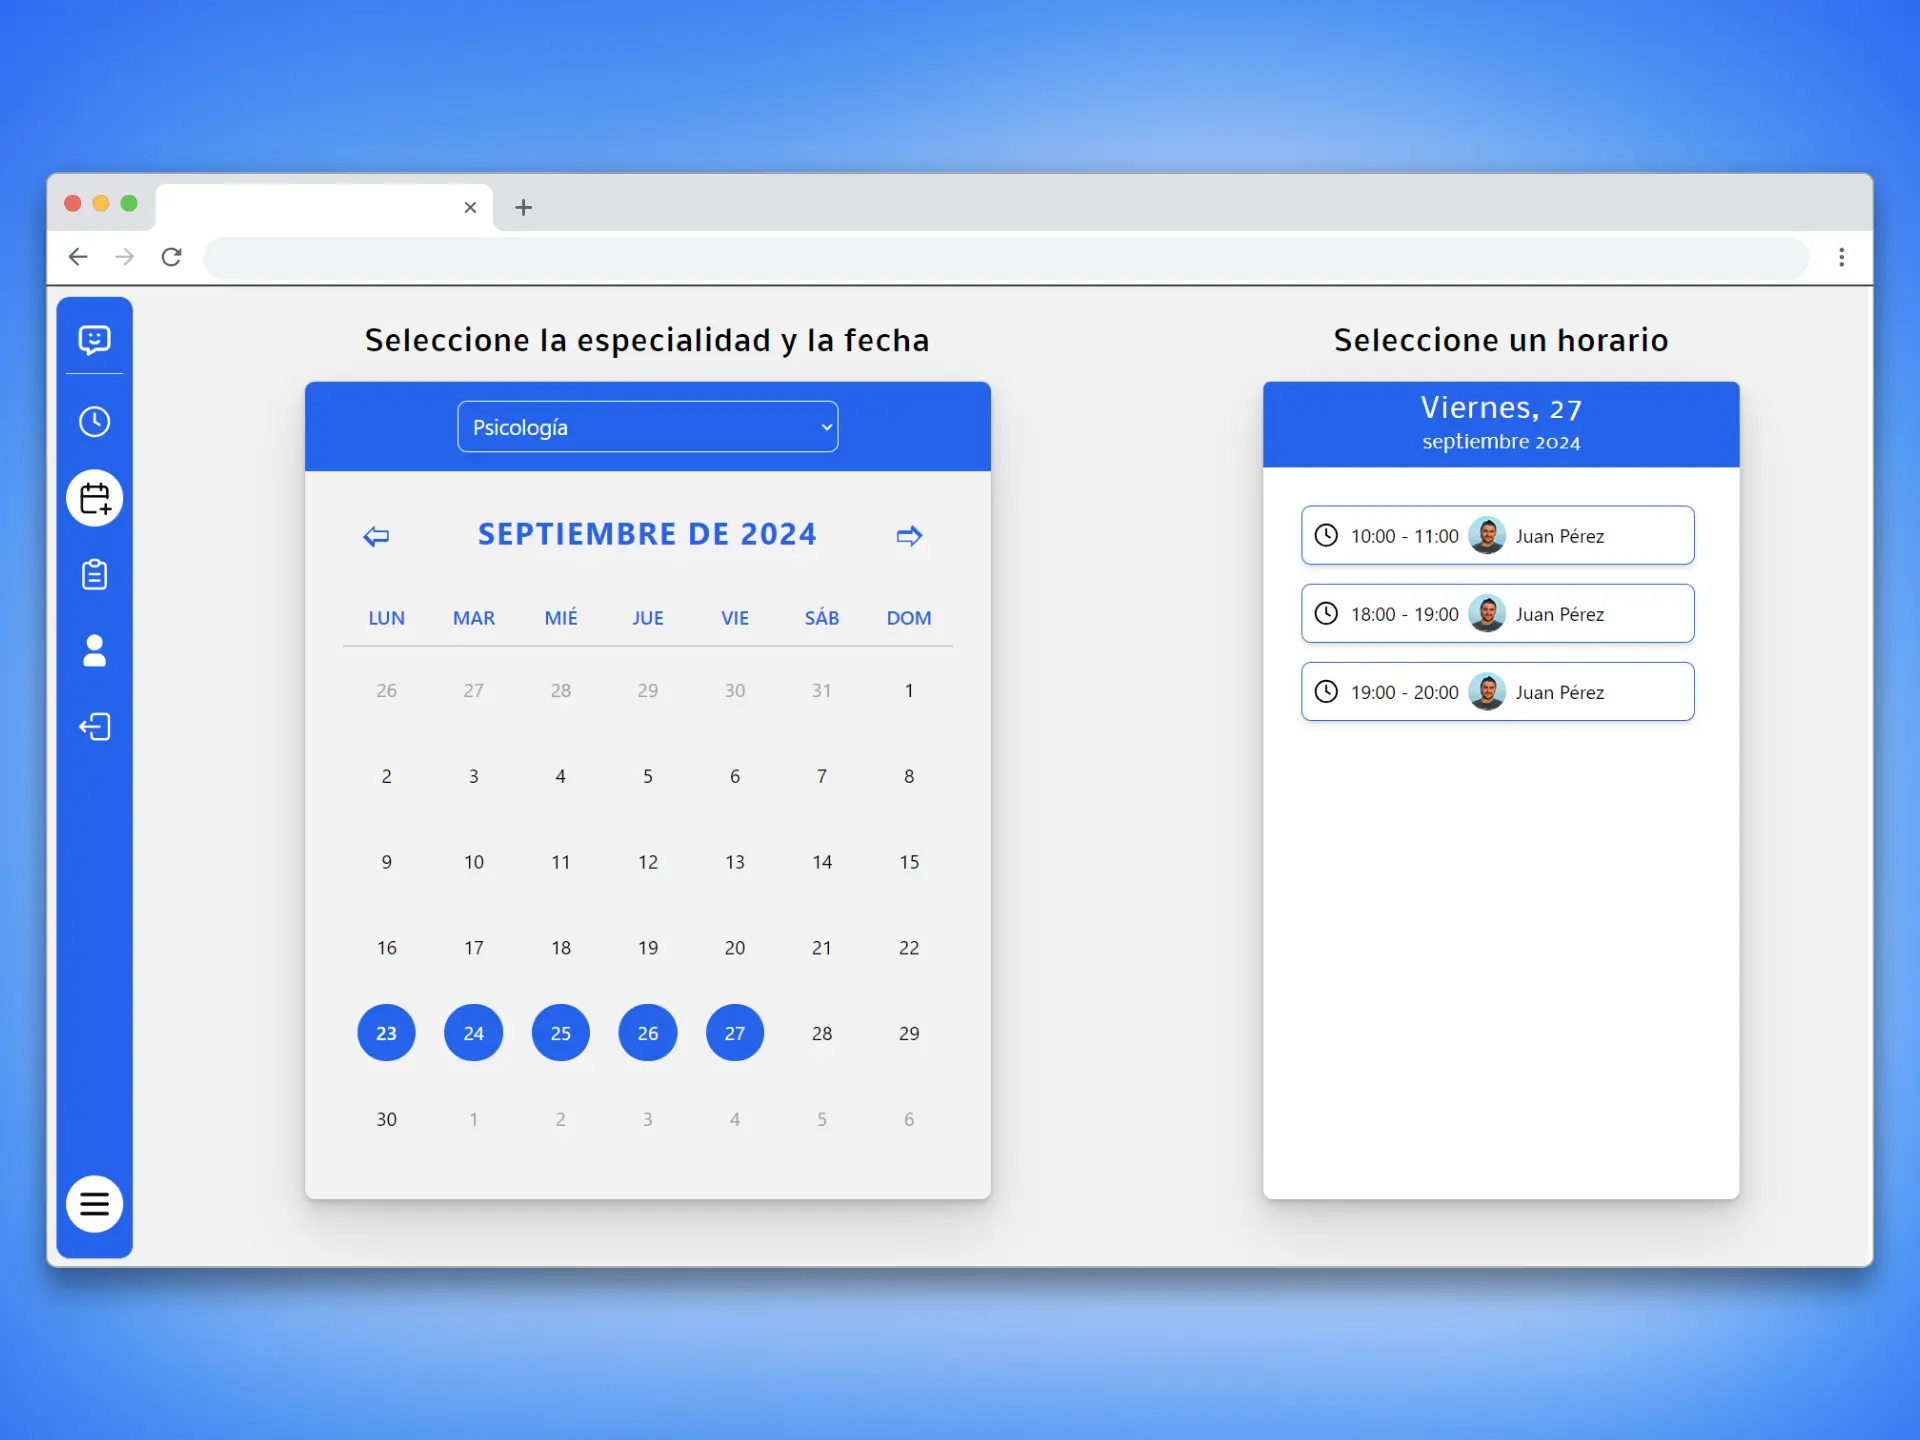 Seleccione la especialidad y la fecha
Psicología
SEPTIEMBRE DE 2024
LUN MAR MIÉ JUE VIE SÁB DOM
26 27 28 29 30 31 1
2 3 4 5 6 7 8
9 10 11 12 13 14 15
16 17 18 19 20 21 22
23 24 25 26 27 28 29
30 1 2 3 4 5 6
Seleccione un horario
Viernes, 27
septiembre 2024
10:00 - 11:00 Juan Pérez
18:00 - 19:00 Juan Pérez
19:00 - 20:00 Juan Pérez